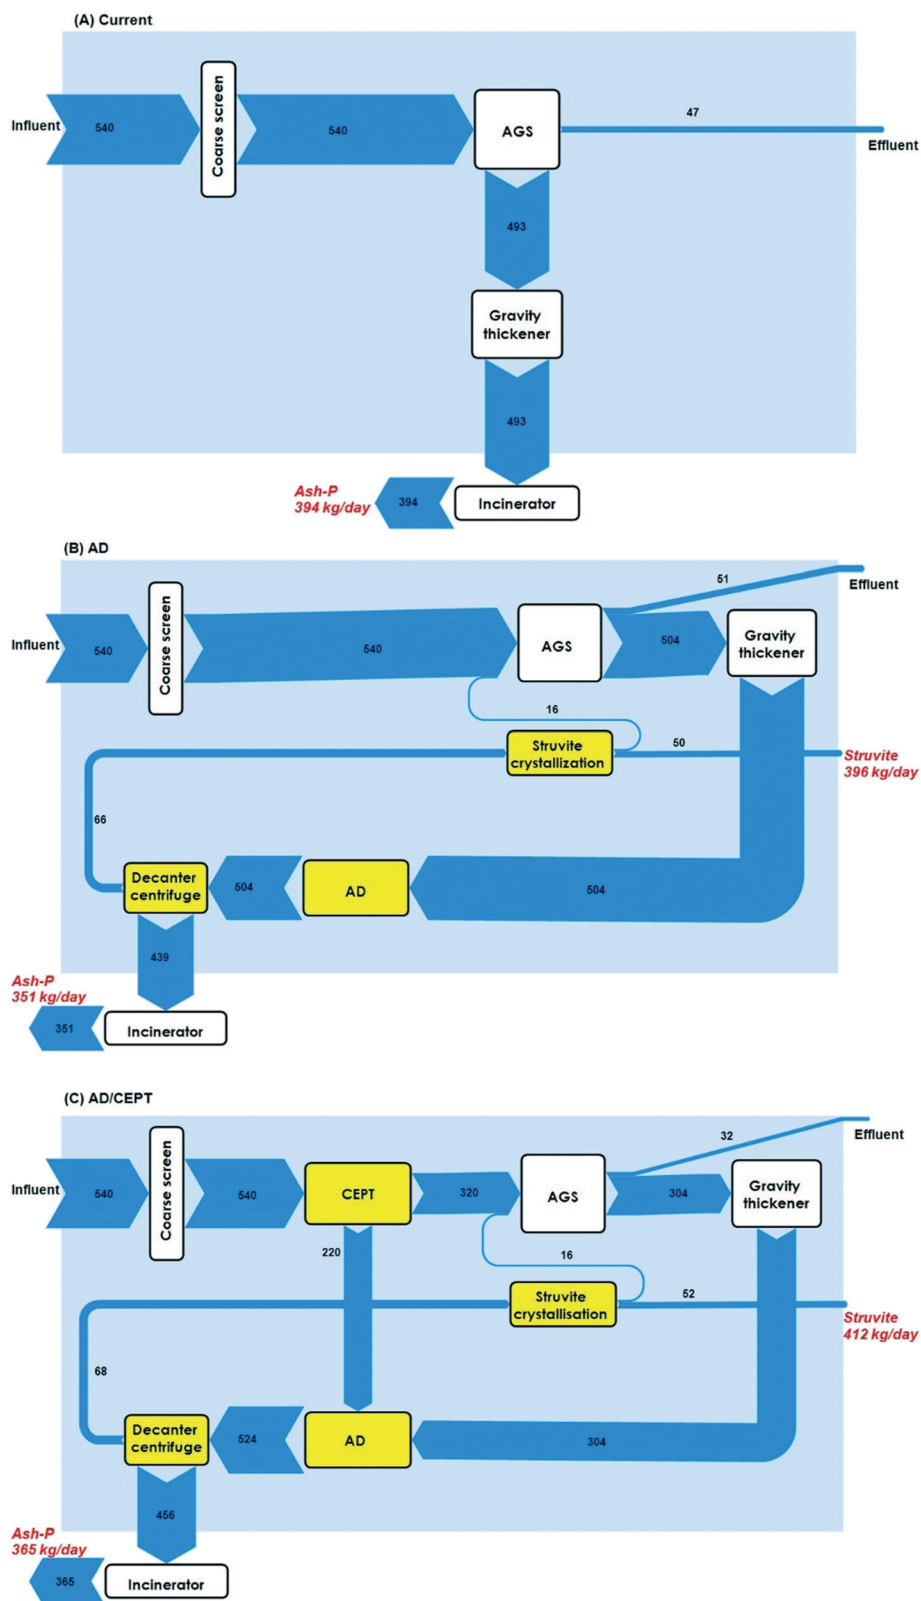 (A) Current
Influent
540
Coarse screen
540
AGS
47
Effluent
493
Gravity
thickener
493
Ash-P
394 kg/day
394
Incinerator
(B) AD
Influent
540
Coarse screen
540
AGS
51
Effluent
504
Gravity
thickener
16
Struvite
crystallization
50
Struvite
396 kg/day
66
Decanter
centrifuge
504
AD
504
439
Ash-P
351 kg/day
351
Incinerator
(C) AD/CEPT
Influent
540
Coarse screen
540
CEPT
320
AGS
32
Effluent
304
Gravity
thickener
220
16
Struvite
crystallisation
52
Struvite
412 kg/day
68
Decanter
centrifuge
524
AD
304
456
Ash-P
365 kg/day
365
Incinerator